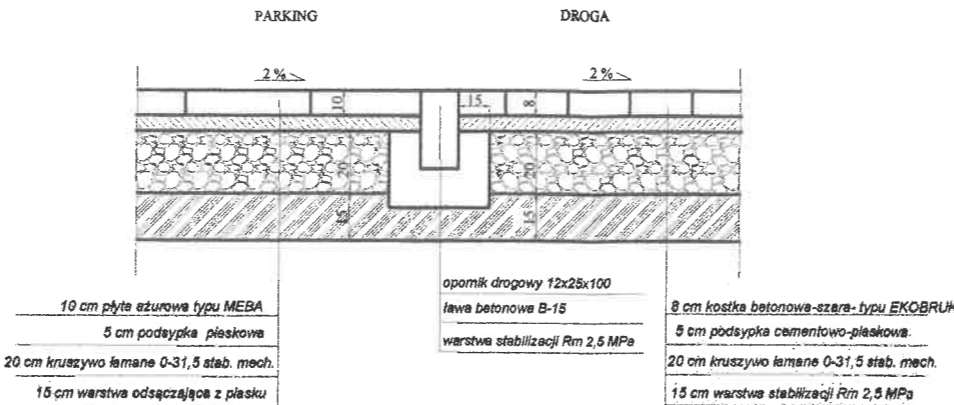 PARKING DROGA
2% 2%
10 15 8
20 20
15 15
opornik drogowy 12x25x100
ława betonowa B-15
warstwa stabilizacji Rm 2,5 MPa
10 cm płyta ażurowa typu MEBA
5 cm podsypka piaskowa
20 cm kruszywo łamane 0-31,5 stab. mech.
15 cm warstwa odsączająca z piasku
8 cm kostka betonowa-szara- typu EKOBRUK
5 cm podsypka cementowo-piaskowa.
20 cm kruszywo łamane 0-31,5 stab. mech.
15 cm warstwa stabilizacji Rm 2,5 MPa